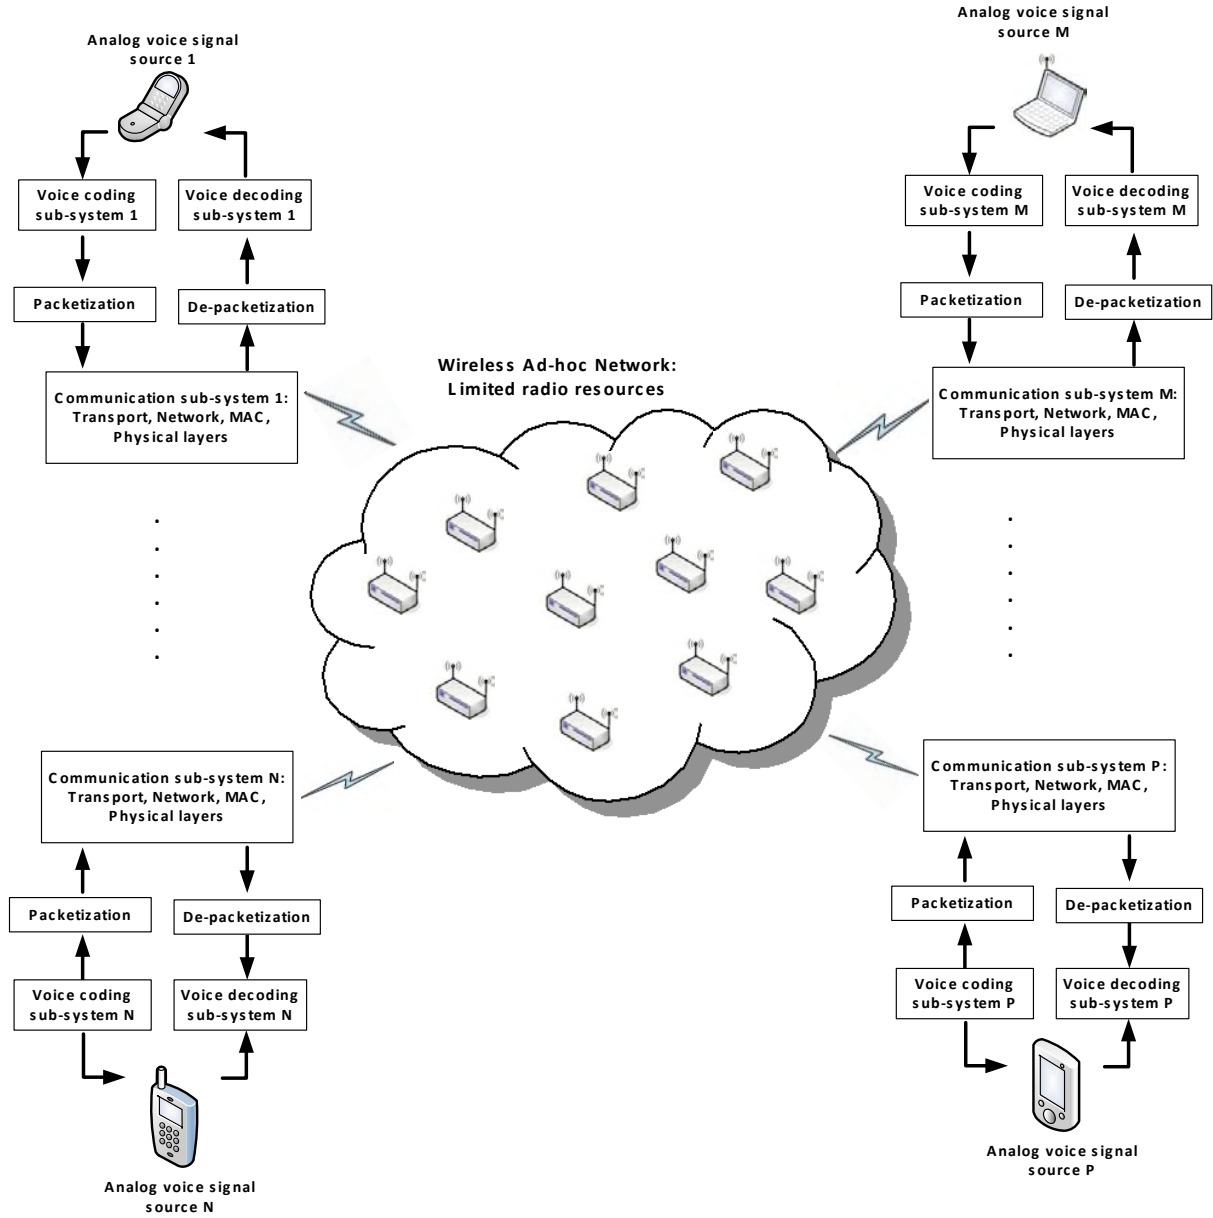 Analog voice signal
source 1
Voice coding
sub-system 1
Voice decoding
sub-system 1
Packetization
De-packetization
Communication sub-system 1:
Transport, Network, MAC,
Physical layers
Analog voice signal
source M
Voice coding
sub-system M
Voice decoding
sub-system M
Packetization
De-packetization
Communication sub-system M:
Transport, Network, MAC,
Physical layers
Wireless Ad-hoc Network:
Limited radio resources
Communication sub-system N:
Transport, Network, MAC,
Physical layers
Packetization
De-packetization
Voice coding
sub-system N
Voice decoding
sub-system N
Analog voice signal
source N
Communication sub-system P:
Transport, Network, MAC,
Physical layers
Packetization
De-packetization
Voice coding
sub-system P
Voice decoding
sub-system P
Analog voice signal
source P